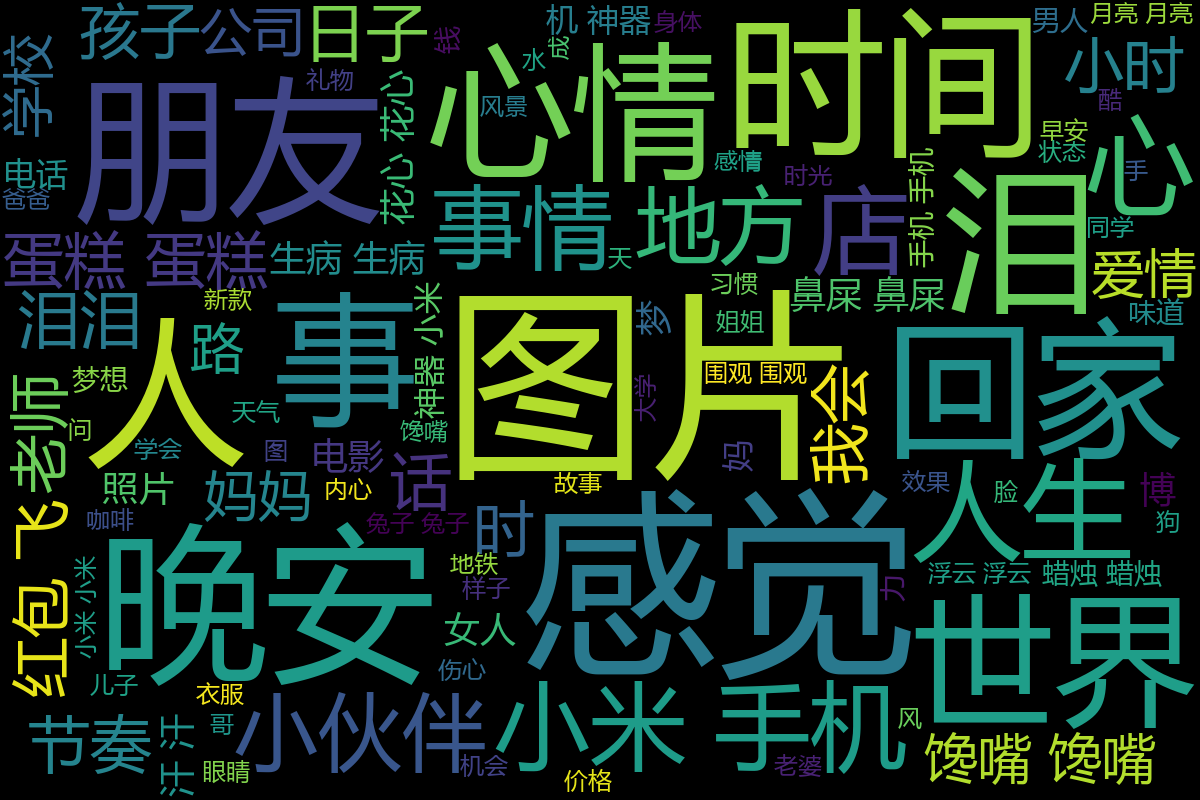 孩子
公司
日子
钱
机 神器
身体
男人
月亮 月亮
学校
朋友
礼物
花心 花心
心情
水
成
风景
时间
小时
酷
早安
状态
心
手
电话
爸爸
感情
时光
手机 手机
同学
蛋糕 蛋糕
生病 生病
事情
天
地方
店
泪
爱情
味道
泪泪
新款
路
人
事
小米
神器
图片
梦
习惯
姐姐
鼻屎 鼻屎
围观 围观
我会
回家
老师
梦想
问
天气
学会
图
电影
馋嘴
话
大学
妈
照片
妈妈
内心
故事
效果
脸
人生
博
狗
飞
红包
咖啡
兔子 兔子
时
地铁
样子
感觉
力
浮云 浮云
蜡烛 蜡烛
晚安
小米 小米
女人
世界
儿子
衣服
伤心
节奏
汗 汗
哥
眼睛
小伙伴
机会
小米
手机
价格
老婆
风
馋嘴 馋嘴